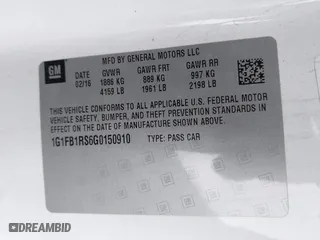 GM
MFD BY GENERAL MOTORS LLC
DATE GVWR GAWR FRT GAWR RR
02/16 1886 KG 889 KG 997 KG
4159 LB 1961 LB 2198 LB
THIS VEHICLE CONFORMS TO ALL APPLICABLE U.S. FEDERAL MOTOR
VEHICLE SAFETY, BUMPER, AND THEFT PREVENTION STANDARDS IN
EFFECT ON THE DATE OF MANUFACTURE SHOWN ABOVE.
1G1FB1RS6G0150910 TYPE: PASS CAR
© DREAMBID.COM